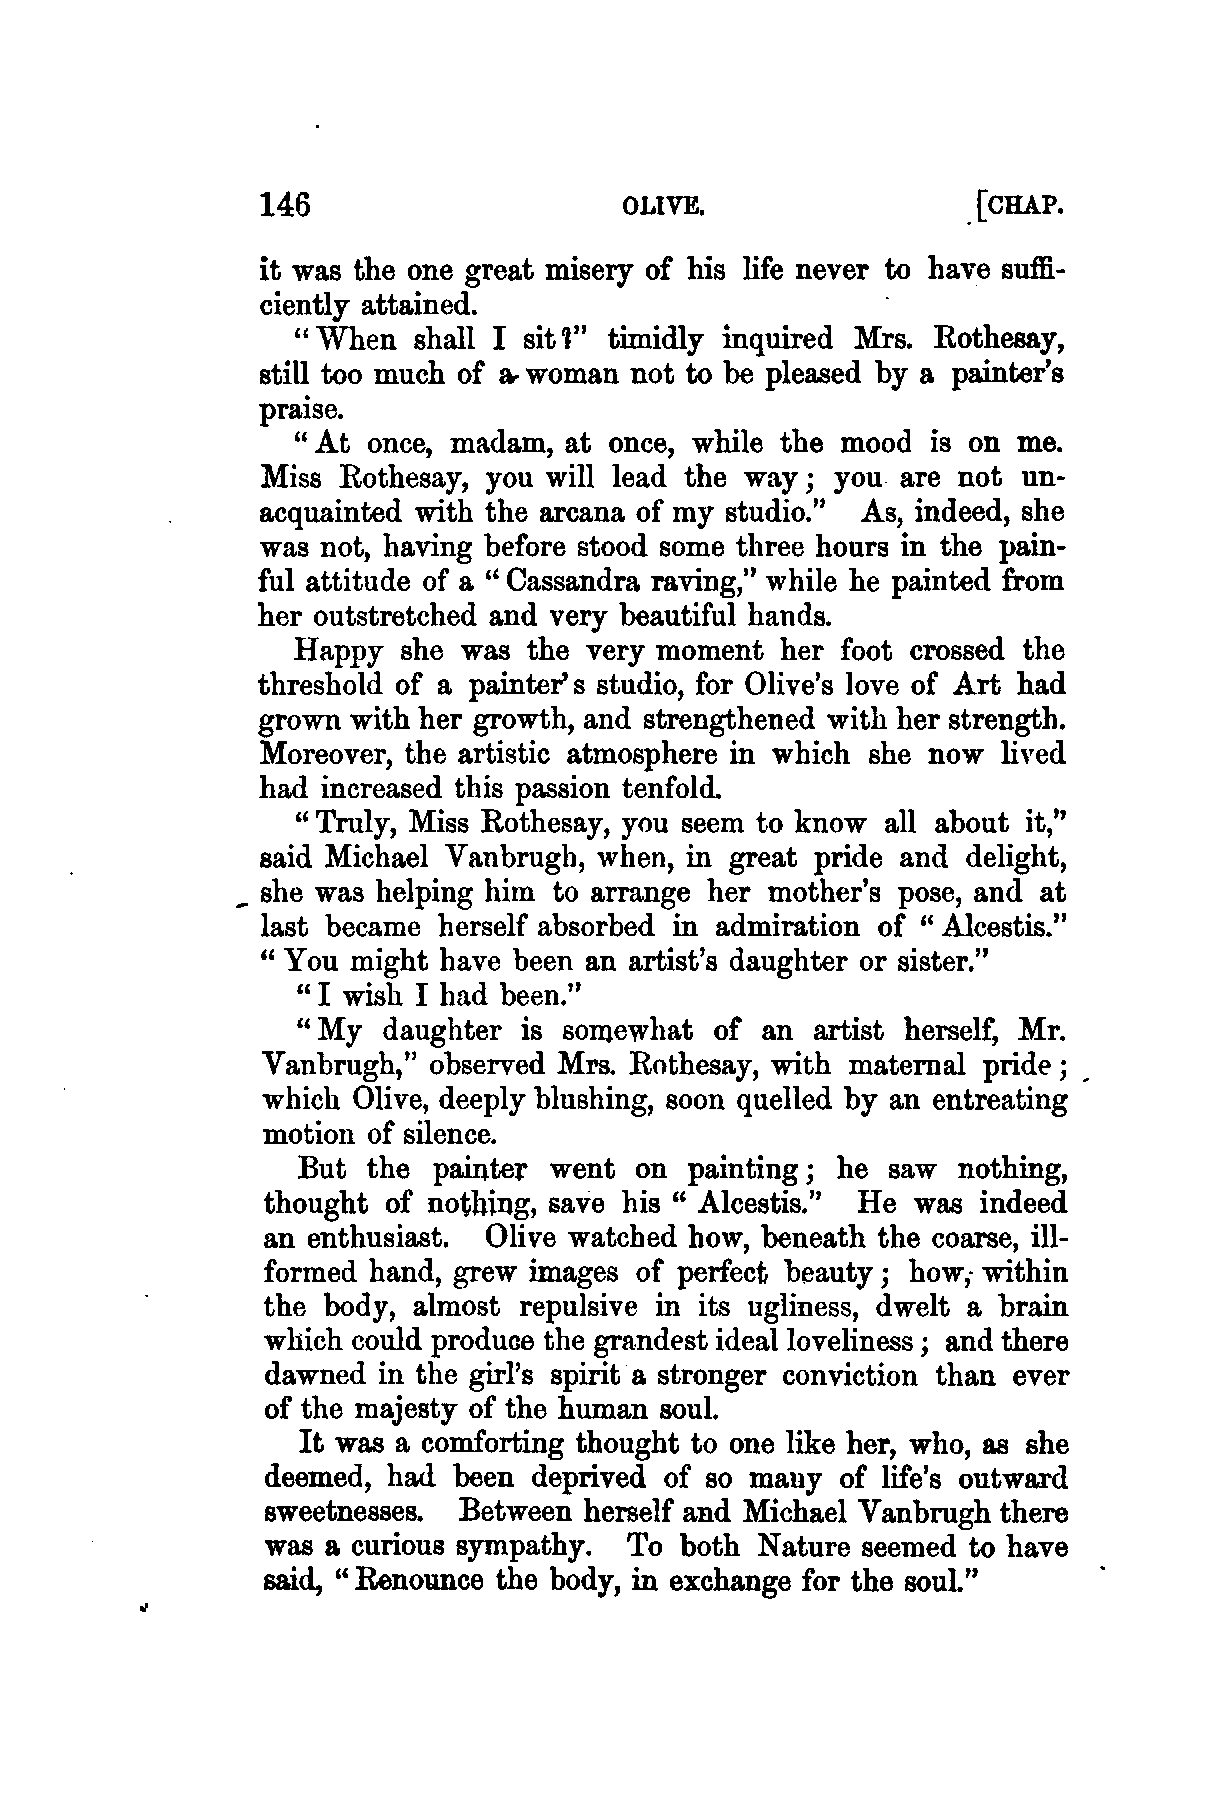 146 OLIVE. [CHAP.
it was the one great misery of his life never to have suffi-
ciently attained.
"When shall I sit?" timidly inquired Mrs. Rothesay,
still too much of a woman not to be pleased by a painter's
praise.
"At once, madam, at once, while the mood is on me.
Miss Rothesay, you will lead the way; you are not un-
acquainted with the arcana of my studio." As, indeed, she
was not, having before stood some three hours in the pain-
ful attitude of a "Cassandra raving," while he painted from
her outstretched and very beautiful hands.
Happy she was the very moment her foot crossed the
threshold of a painter's studio, for Olive's love of Art had
grown with her growth, and strengthened with her strength.
Moreover, the artistic atmosphere in which she now lived
had increased this passion tenfold.
"Truly, Miss Rothesay, you seem to know all about it,"
said Michael Vanbrugh, when, in great pride and delight,
she was helping him to arrange her mother's pose, and at
last became herself absorbed in admiration of "Alcestis."
"You might have been an artist's daughter or sister."
"I wish I had been."
"My daughter is somewhat of an artist herself, Mr.
Vanbrugh," observed Mrs. Rothesay, with maternal pride;
which Olive, deeply blushing, soon quelled by an entreating
motion of silence.
But the painter went on painting; he saw nothing,
thought of nothing, save his "Alcestis." He was indeed
an enthusiast. Olive watched how, beneath the coarse, ill-
formed hand, grew images of perfect beauty; how, within
the body, almost repulsive in its ugliness, dwelt a brain
which could produce the grandest ideal loveliness; and there
dawned in the girl's spirit a stronger conviction than ever
of the majesty of the human soul.
It was a comforting thought to one like her, who, as she
deemed, had been deprived of so many of life's outward
sweetnesses. Between herself and Michael Vanbrugh there
was a curious sympathy. To both Nature seemed to have
said, "Renounce the body, in exchange for the soul."